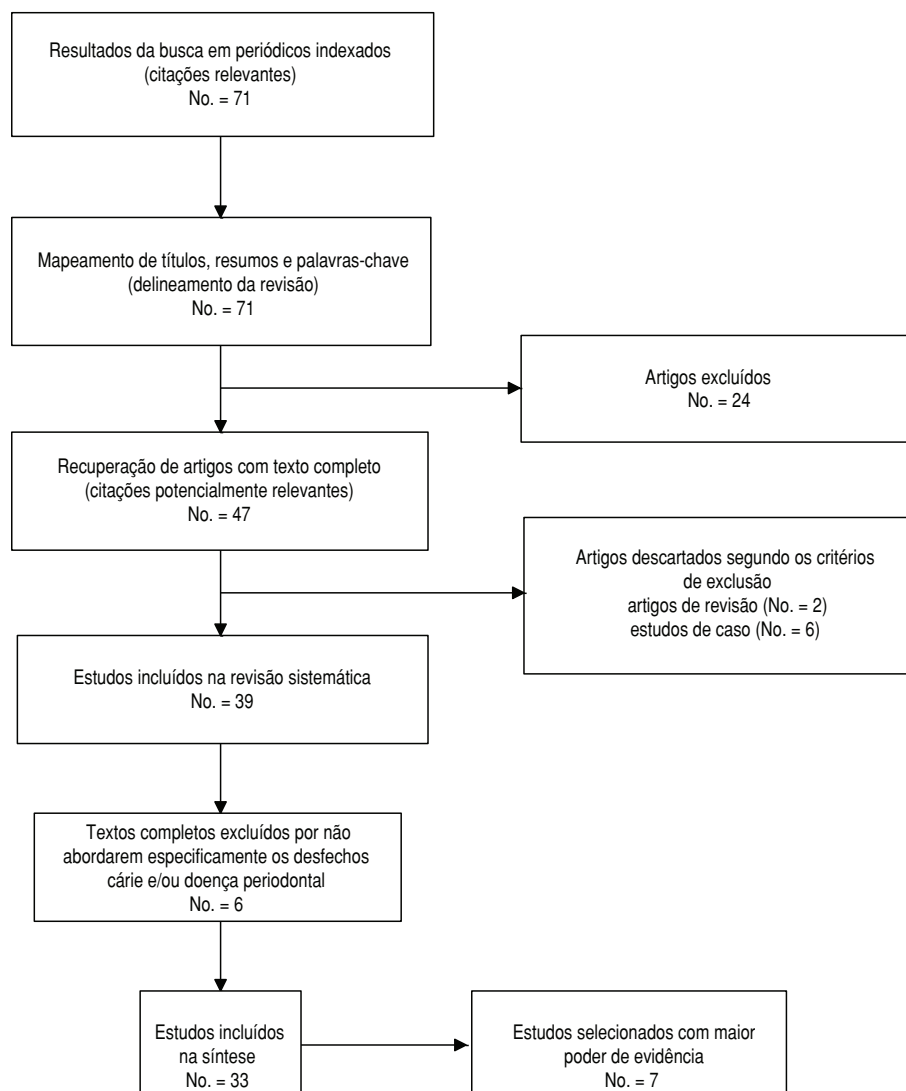 Resultados da busca em periódicos indexados
(citações relevantes)
No. = 71
Mapeamento de títulos, resumos e palavras-chave
(delineamento da revisão)
No. = 71
Artigos excluídos
No. = 24
Recuperação de artigos com texto completo
(citações potencialmente relevantes)
No. = 47
Artigos descartados segundo os critérios
de exclusão
artigos de revisão (No. = 2)
estudos de caso (No. = 6)
Estudos incluídos na revisão sistemática
No. = 39
Textos completos excluídos por não
abordarem especificamente os desfechos
cárie e/ou doença periodontal
No. = 6
Estudos incluídos
na síntese
No. = 33
Estudos selecionados com maior
poder de evidência
No. = 7